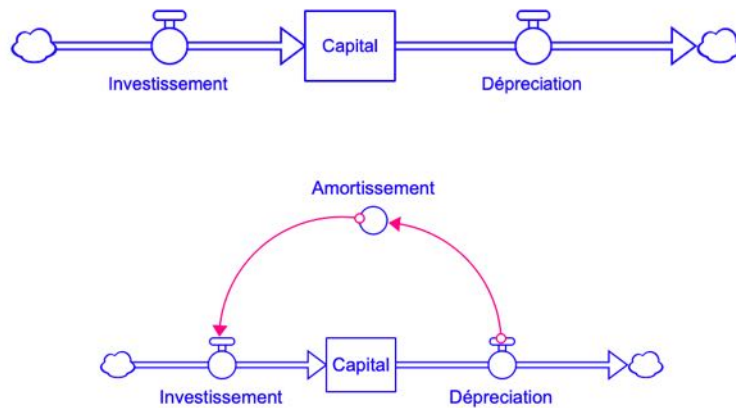 Capital
Investissement
Dépreciation
Amortissement
Capital
Investissement
Dépreciation